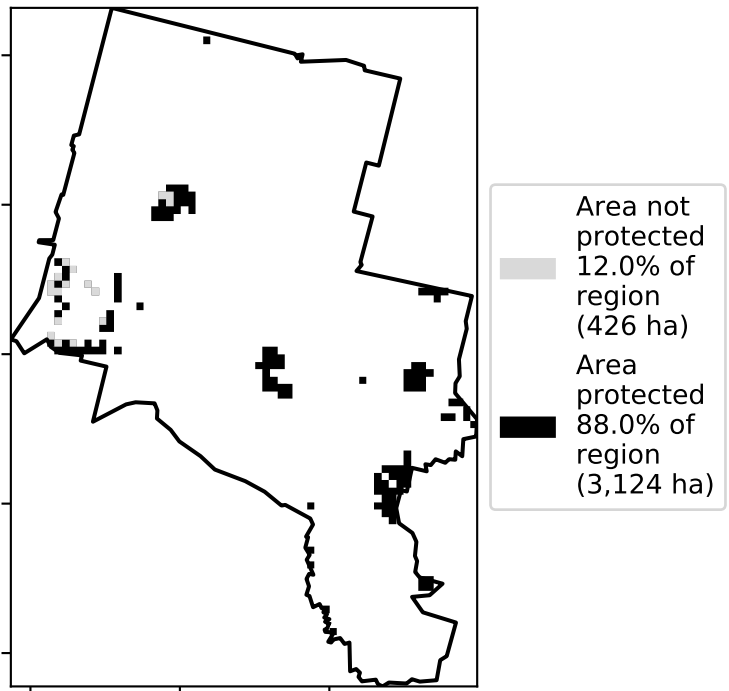 Area not
protected
12.0% of
region
(426 ha)
Area
protected
88.0% of
region
(3,124 ha)